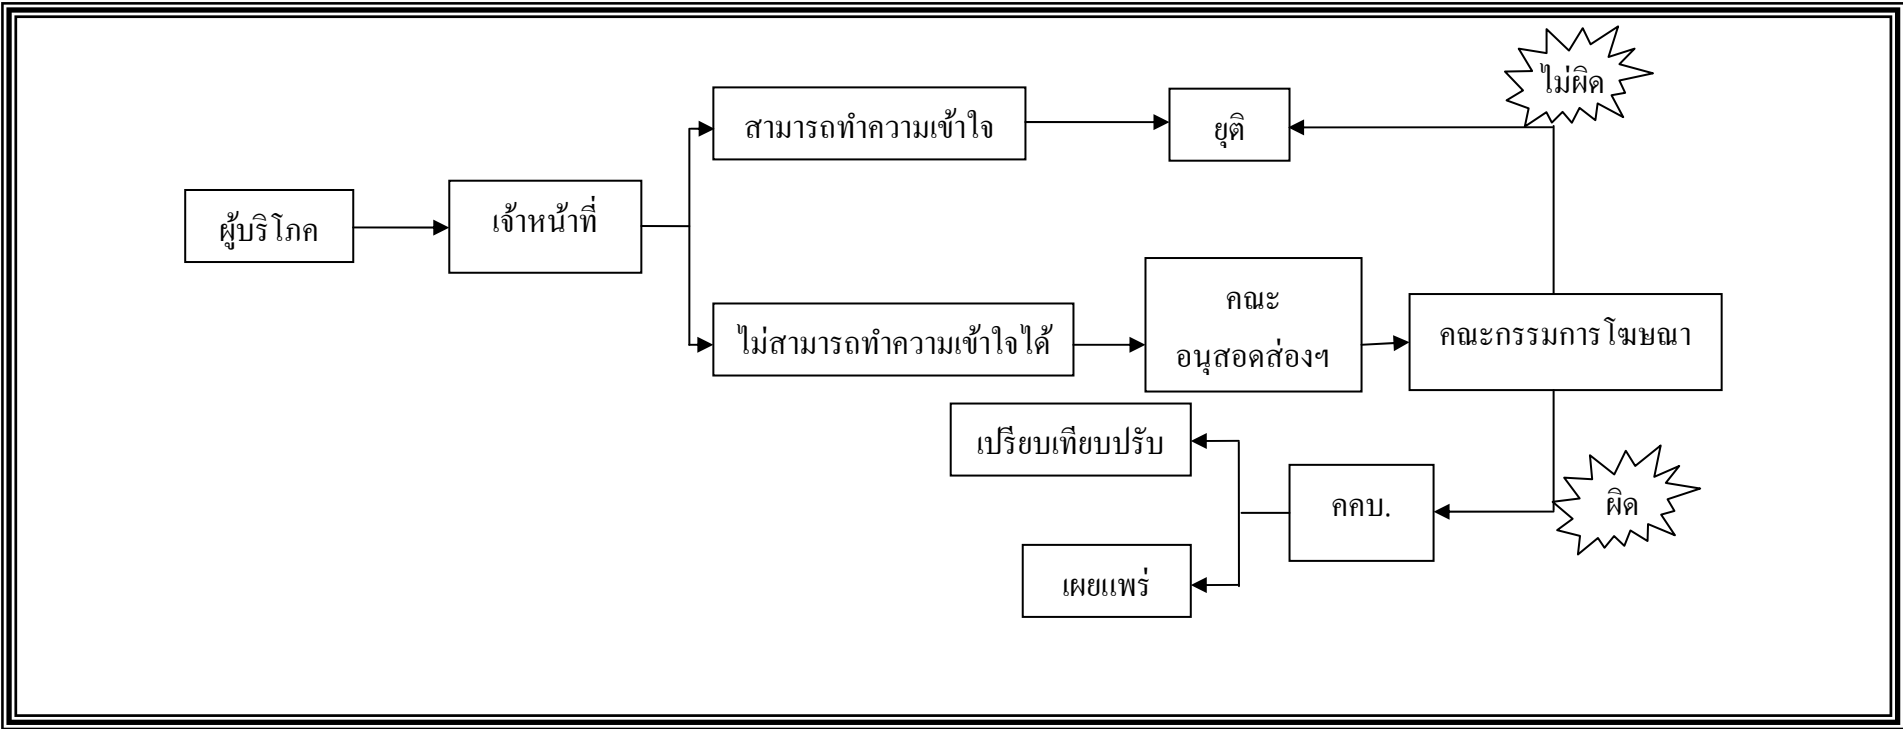 ไม่ผิด
สามารถทำความเข้าใจ
ยุติ
ผู้บริโภค
เจ้าหน้าที่
คณะ
อนุสอดส่องฯ
ไม่สามารถทำความเข้าใจได้
คณะกรรมการโฆษณา
เปรียบเทียบปรับ
คคบ.
ผิด
เผยแพร่